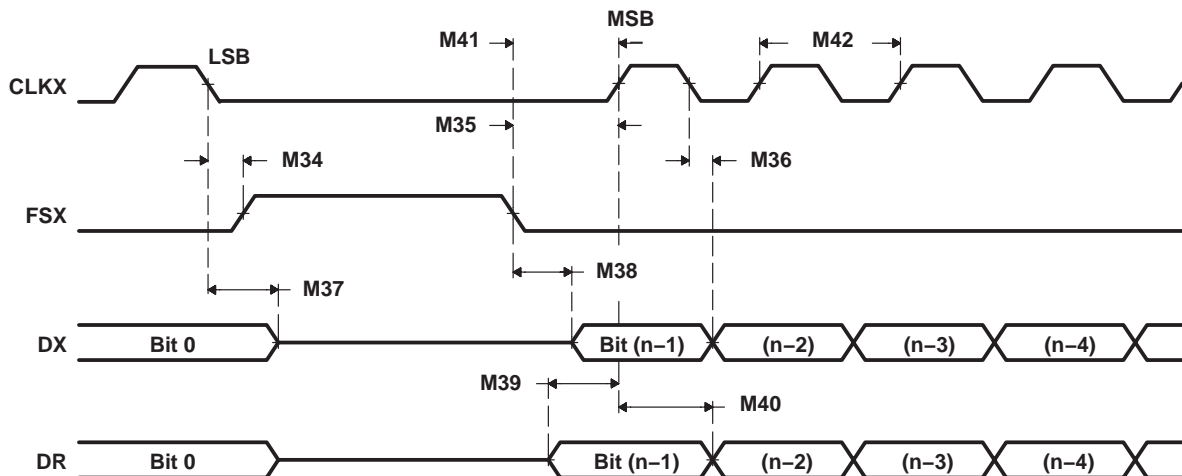 MSB
M41
M42
LSB
CLKX
M35
M34
M36
FSX
M38
M37
DX Bit 0 Bit (n−1) (n−2) (n−3) (n−4)
M39
M40
DR Bit 0 Bit (n−1) (n−2) (n−3) (n−4)